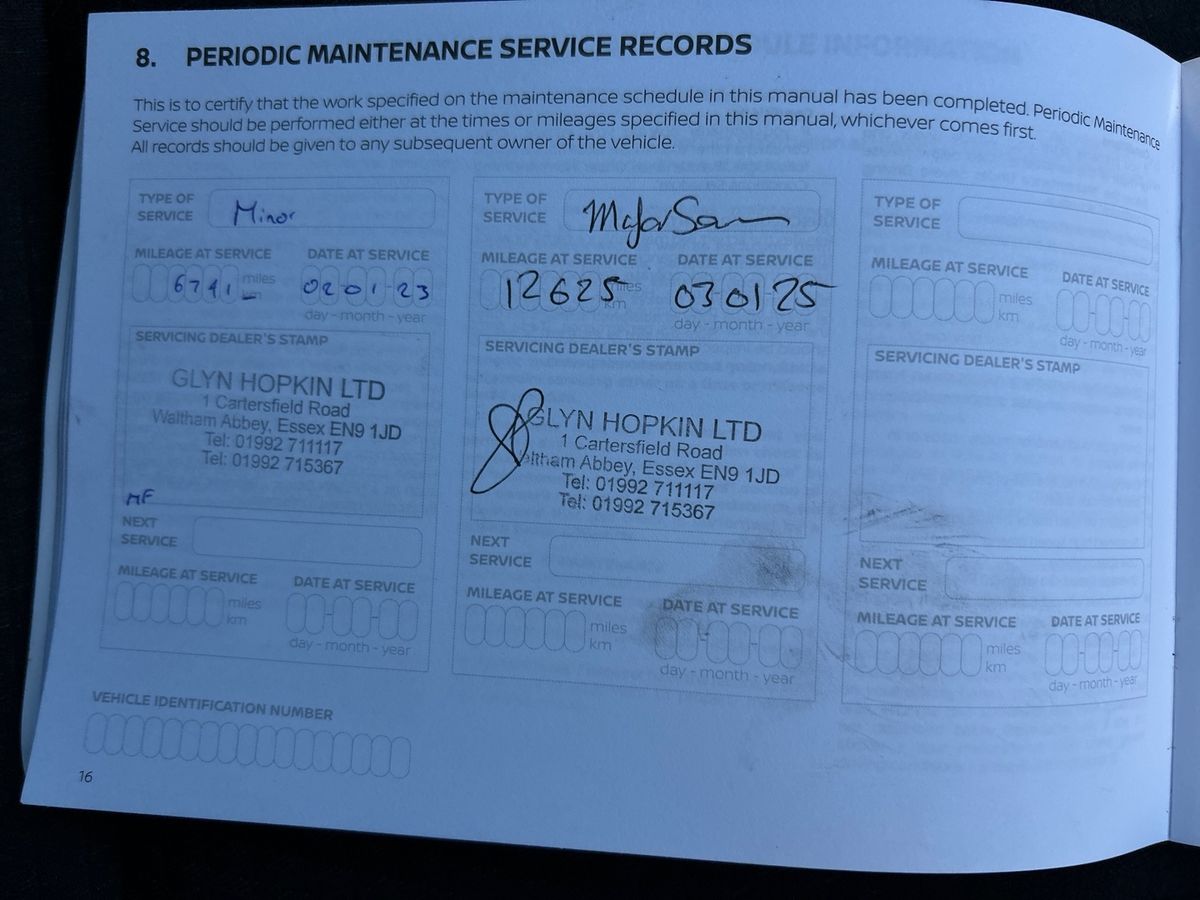 8. PERIODIC MAINTENANCE SERVICE RECORDS
This is to certify that the work specified on the maintenance schedule in this manual has been completed. Periodic Maintenance
Service should be performed either at the times or mileages specified in this manual, whichever comes first.
All records should be given to any subsequent owner of the vehicle.
TYPE OF
SERVICE Minor
MILEAGE AT SERVICE DATE AT SERVICE
6791 miles
km
02-01-23
day - month - year
SERVICING DEALER'S STAMP
GLYN HOPKIN LTD
1 Cartersfield Road
Waltham Abbey, Essex EN9 1JD
Tel: 01992 711117
Tel: 01992 715367
MF
NEXT
SERVICE
MILEAGE AT SERVICE DATE AT SERVICE
miles
km
day - month - year
TYPE OF
SERVICE Major
MILEAGE AT SERVICE DATE AT SERVICE
12625 miles
km
03-01-25
day - month - year
SERVICING DEALER'S STAMP
GLYN HOPKIN LTD
1 Cartersfield Road
Waltham Abbey, Essex EN9 1JD
Tel: 01992 711117
Tel: 01992 715367
NEXT
SERVICE
MILEAGE AT SERVICE DATE AT SERVICE
miles
km
day - month - year
TYPE OF
SERVICE
MILEAGE AT SERVICE DATE AT SERVICE
miles
km
day - month - year
SERVICING DEALER'S STAMP
NEXT
SERVICE
MILEAGE AT SERVICE DATE AT SERVICE
miles
km
day - month - year
VEHICLE IDENTIFICATION NUMBER
16